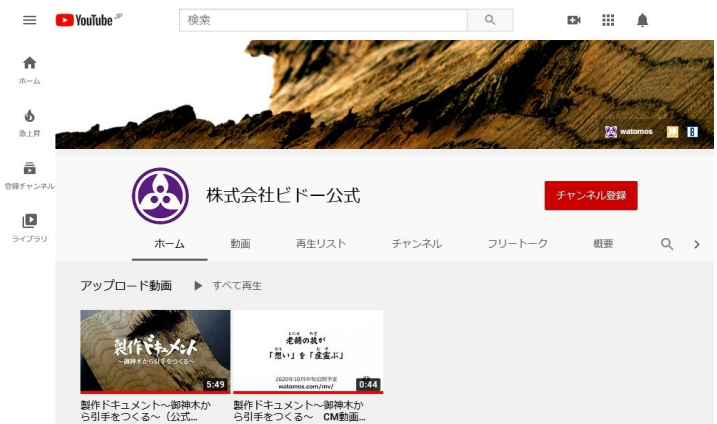 YouTube JP
検索
ホーム
急上昇
登録チャンネル
ライブラリ
watomos
B
株式会社ビドー公式
チャンネル登録
ホーム 動画 再生リスト チャンネル フリートーク 概要
アップロード動画 すべて再生
製作ドキュメント
～御神木から引手をつくる～
5:49
老舗の技が
「想い」を「産霊ぶ」
2020年10月中旬公開予定
watomos.com/mv/
0:44
製作ドキュメント～御神木か
ら引手をつくる～（公式...
製作ドキュメント～御神木か
ら引手をつくる～ CM動画...